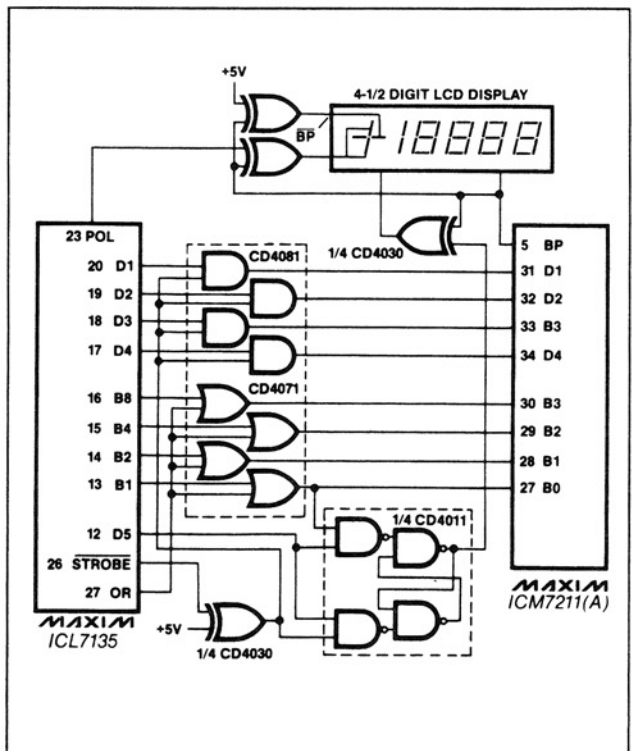 +5V
4-1/2 DIGIT LCD DISPLAY
BP
18888
23 POL
1/4 CD4030
5 BP
20 D1
CD4081
31 D1
19 D2
32 D2
18 D3
33 B3
17 D4
34 D4
CD4071
16 B8
30 B3
15 B4
29 B2
14 B2
28 B1
13 B1
27 B0
1/4 CD4011
12 D5
26 STROBE
27 OR
MAXIM
ICL7135
+5V
1/4 CD4030
MAXIM
ICM7211(A)